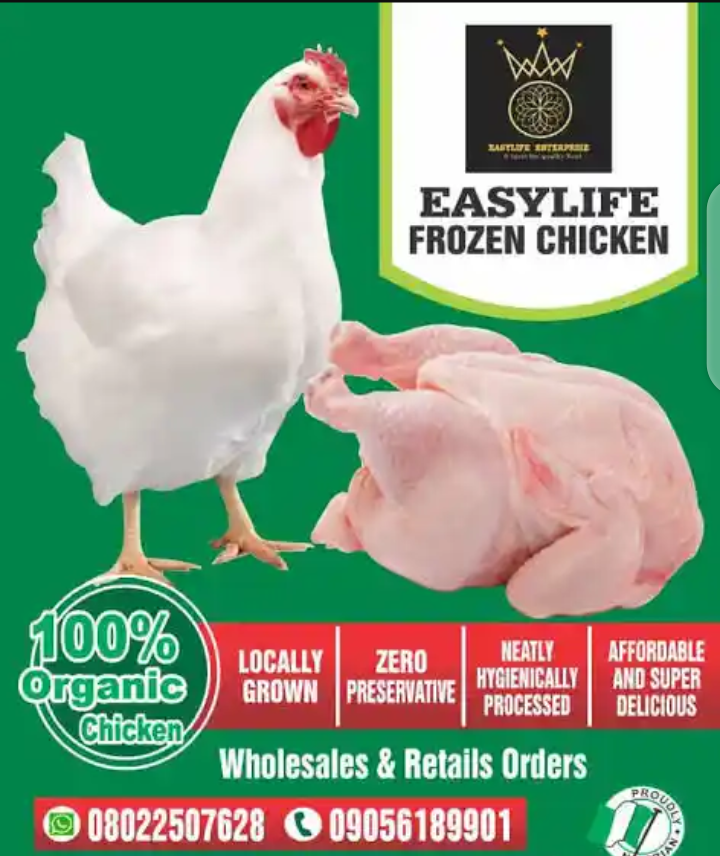 EASYLIFE ENTERPRISE
EASYLIFE
FROZEN CHICKEN
100%
Organic
Chicken
LOCALLY
GROWN
ZERO
PRESERVATIVE
NEATLY
HYGIENICALLY
PROCESSED
AFFORDABLE
AND SUPER
DELICIOUS
Wholesales & Retails Orders
08022507628 09056189901
PROUDLY